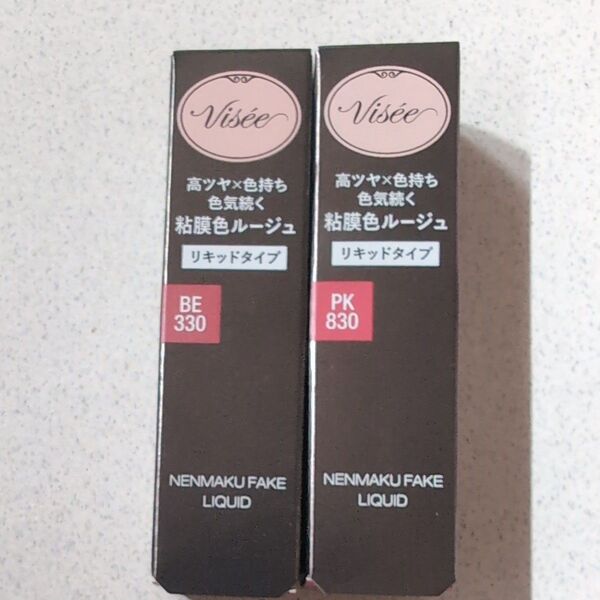 Visée
高ツヤ×色持ち
色気続く
粘膜色ルージュ
リキッドタイプ
BE
330
NENMAKU FAKE
LIQUID
Visée
高ツヤ×色持ち
色気続く
粘膜色ルージュ
リキッドタイプ
PK
830
NENMAKU FAKE
LIQUID